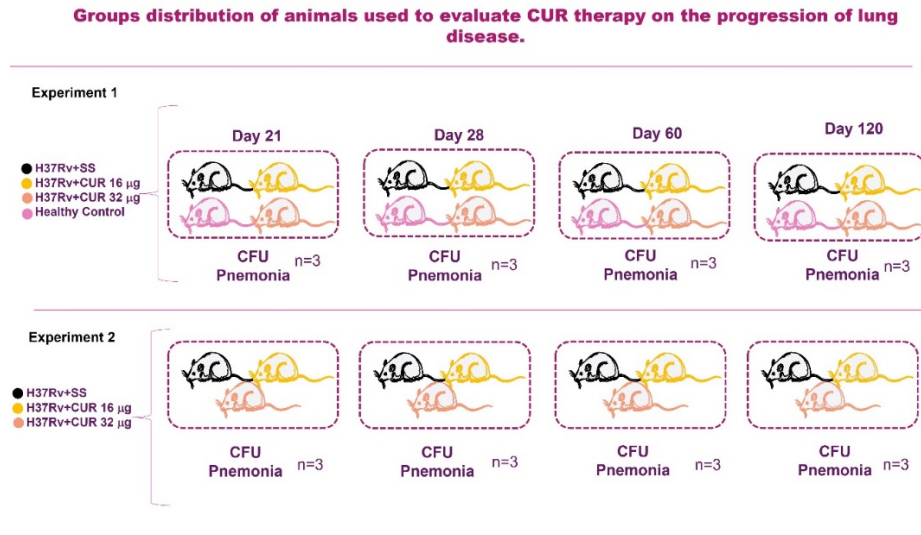 Groups distribution of animals used to evaluate CUR therapy on the progression of lung
disease.
Experiment 1
Day 21
Day 28
Day 60
Day 120
H37Rv+SS
H37Rv+CUR 16 µg
H37Rv+CUR 32 µg
Healthy Control
CFU
Pnemonia
n=3
CFU
Pnemonia
n=3
CFU
Pnemonia
n=3
CFU
Pnemonia
n=3
Experiment 2
H37Rv+SS
H37Rv+CUR 16 µg
H37Rv+CUR 32 µg
CFU
Pnemonia
n=3
CFU
Pnemonia
n=3
CFU
Pnemonia
n=3
CFU
Pnemonia
n=3